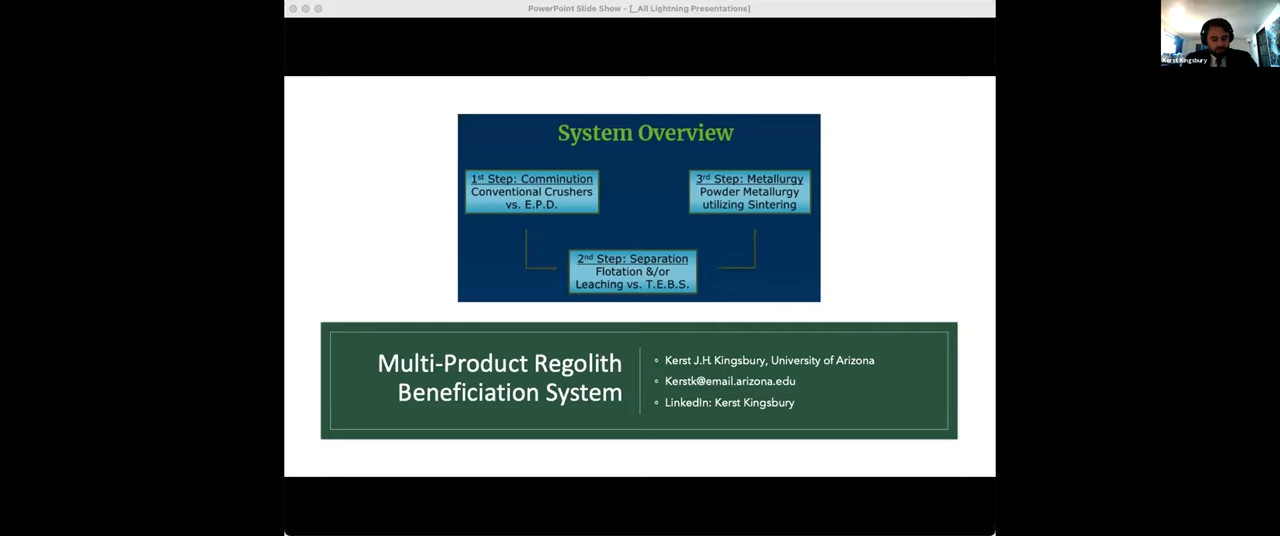 PowerPoint Slide Show - [_All Lightning Presentations]
Kerst Kingsbury
System Overview
1st Step: Comminution
Conventional Crushers
vs. E.P.D.
3rd Step: Metallurgy
Powder Metallurgy
utilizing Sintering
2nd Step: Separation
Flotation &/or
Leaching vs. T.E.B.S.
Multi-Product Regolith
Beneficiation System
Kerst J.H. Kingsbury, University of Arizona
Kerstk@email.arizona.edu
LinkedIn: Kerst Kingsbury